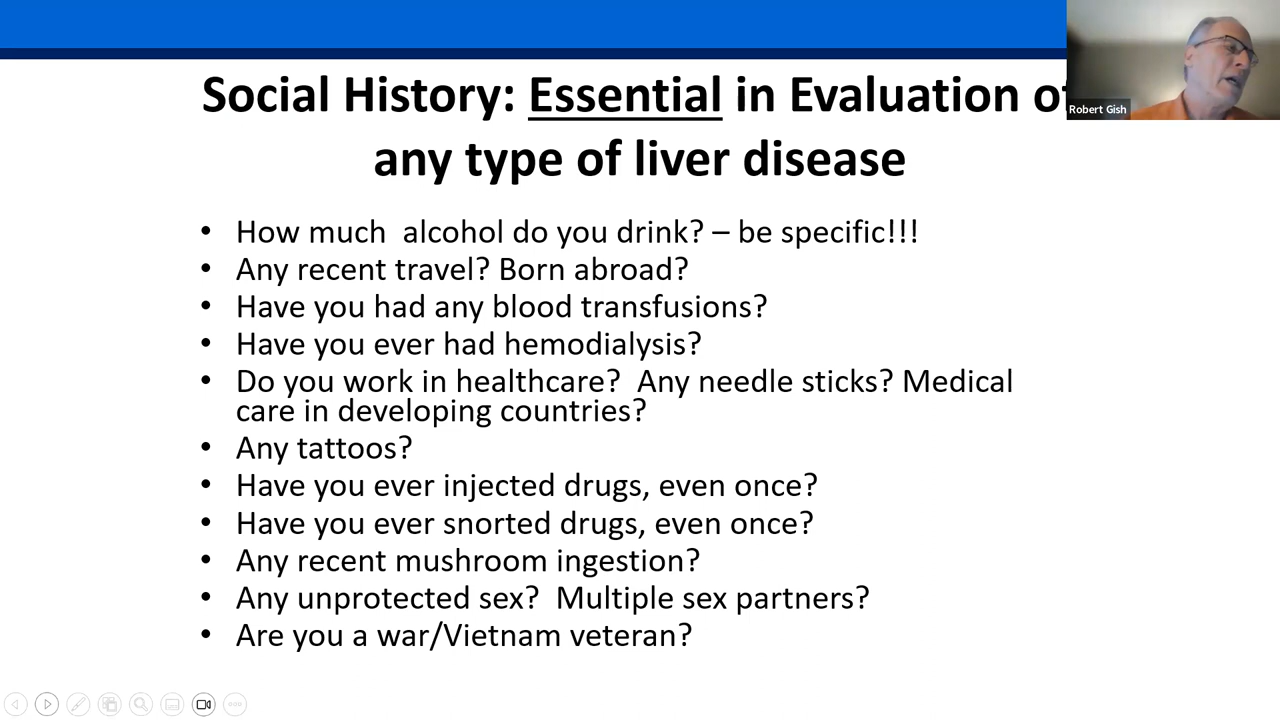 Social History: Essential in Evaluation of
any type of liver disease
Robert Gish
• How much  alcohol do you drink? – be specific!!!
• Any recent travel? Born abroad?
• Have you had any blood transfusions?
• Have you ever had hemodialysis?
• Do you work in healthcare?  Any needle sticks? Medical
care in developing countries?
• Any tattoos?
• Have you ever injected drugs, even once?
• Have you ever snorted drugs, even once?
• Any recent mushroom ingestion?
• Any unprotected sex?  Multiple sex partners?
• Are you a war/Vietnam veteran?